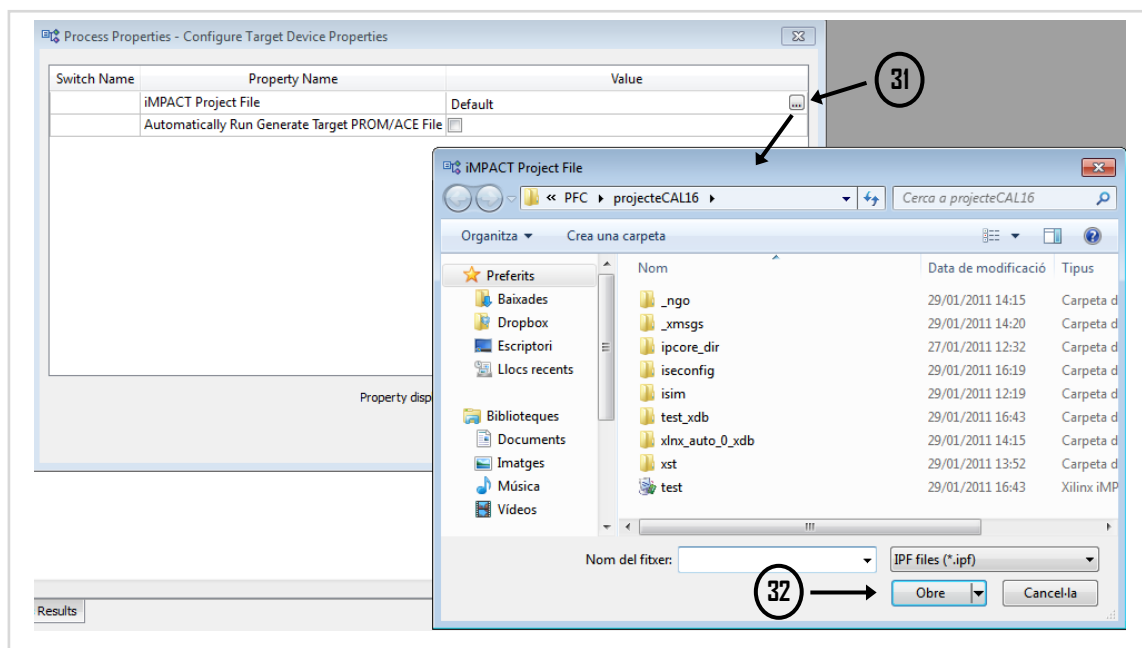 Process Properties - Configure Target Device Properties
Switch Name Property Name Value
iMPACT Project File Default ...
Automatically Run Generate Target PROM/ACE File
31
iMPACT Project File
« PFC projecteCAL16 Cerca a projecteCAL16
Organitza Crea una carpeta
Preferits
Baixades
Dropbox
Escriptori
Llocs recents
Biblioteques
Documents
Imatges
Música
Vídeos
Nom Data de modificació Tipus
_ngo 29/01/2011 14:15 Carpeta d
_xmsgs 29/01/2011 14:20 Carpeta d
ipcore_dir 27/01/2011 12:32 Carpeta d
iseconfig 29/01/2011 16:19 Carpeta d
isim 29/01/2011 12:19 Carpeta d
test_xdb 29/01/2011 16:43 Carpeta d
xlnx_auto_0_xdb 29/01/2011 14:15 Carpeta d
xst 29/01/2011 13:52 Carpeta d
test 29/01/2011 16:43 Xilinx iMP
Property disp
Nom del fitxer: IPF files (*.ipf)
32
Obre Cancel·la
Results